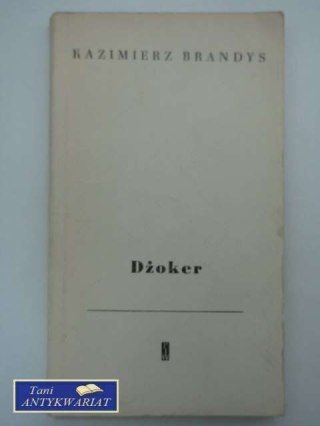 KAZIMIERZ BRANDYS
Dżoker
Tani
ANTYKWARIAT